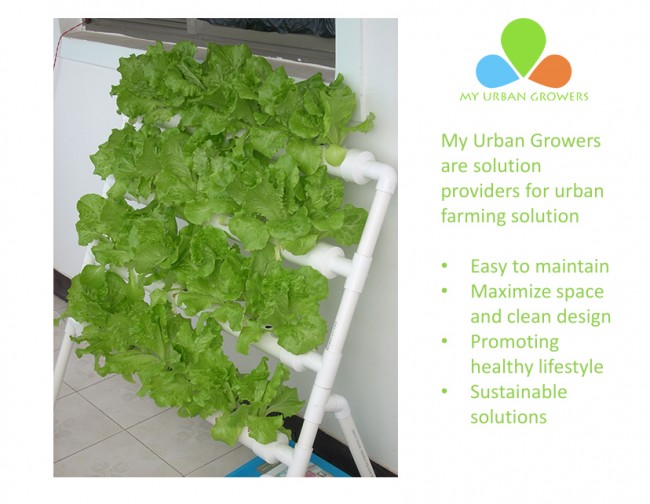 MY URBAN GROWERS
My Urban Growers
are solution
providers for urban
farming solution
• Easy to maintain
• Maximize space
and clean design
• Promoting
healthy lifestyle
• Sustainable
solutions